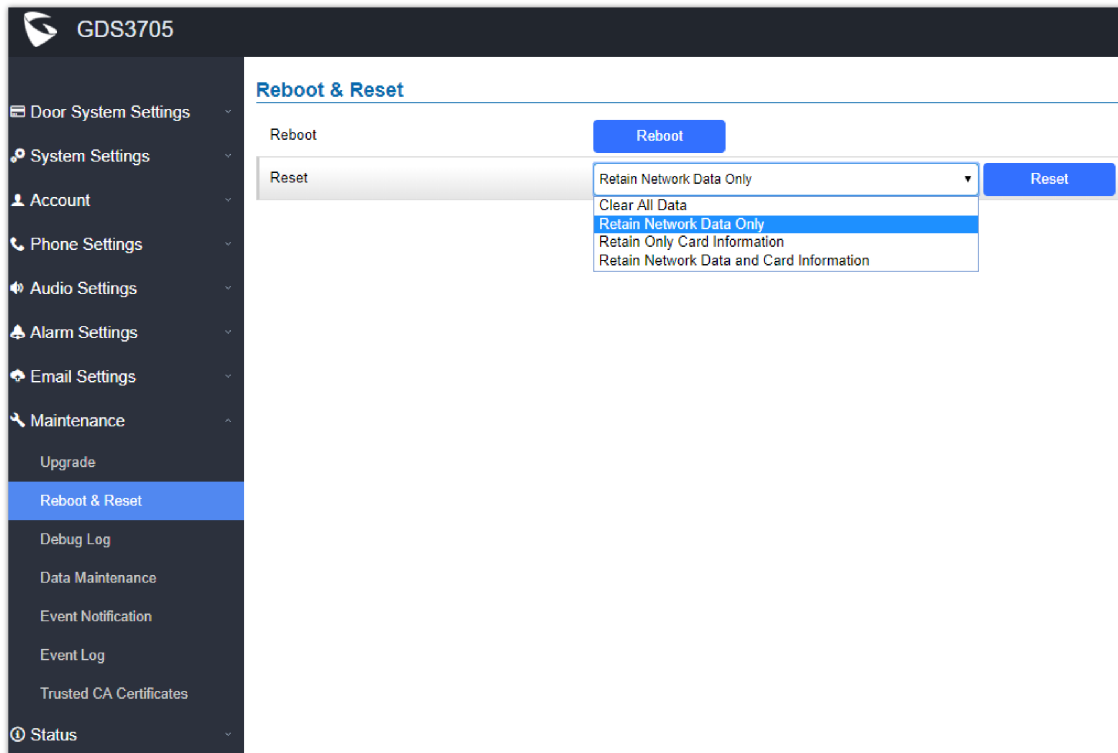 GDS3705
Door System Settings
System Settings
Account
Phone Settings
Audio Settings
Alarm Settings
Email Settings
Maintenance
Upgrade
Reboot & Reset
Debug Log
Data Maintenance
Event Notification
Event Log
Trusted CA Certificates
Status
Reboot & Reset
Reboot Reboot
Reset Retain Network Data Only Reset
Clear All Data
Retain Network Data Only
Retain Only Card Information
Retain Network Data and Card Information